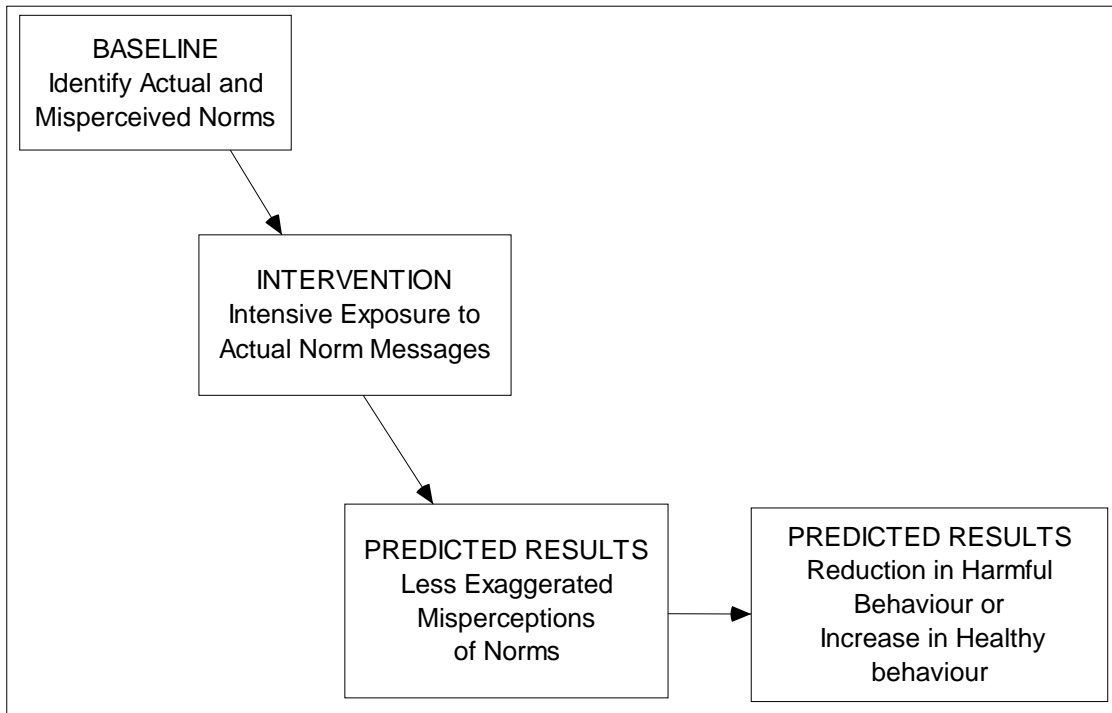 BASELINE
Identify Actual and
Misperceived Norms
INTERVENTION
Intensive Exposure to
Actual Norm Messages
PREDICTED RESULTS
Less Exaggerated
Misperceptions
of Norms
PREDICTED RESULTS
Reduction in Harmful
Behaviour or
Increase in Healthy
behaviour